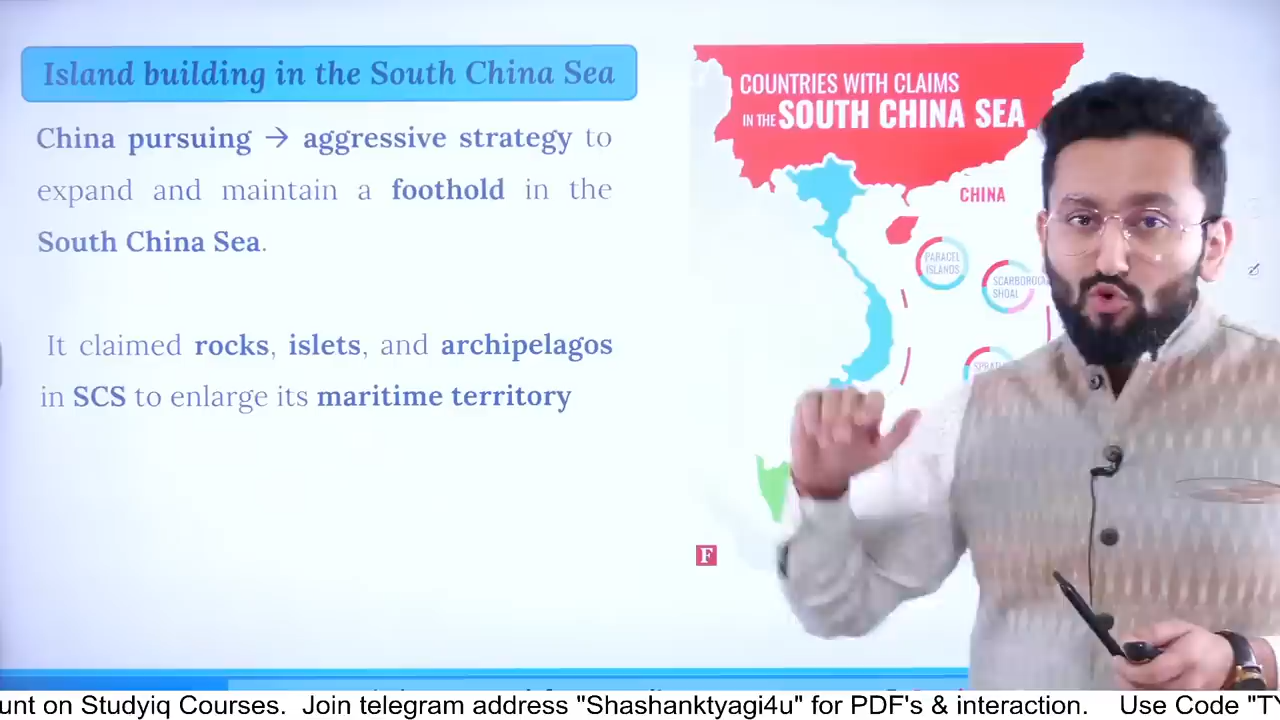 Island building in the South China Sea
China pursuing → aggressive strategy to
expand and maintain a foothold in the
South China Sea.
It claimed rocks, islets, and archipelagos
in SCS to enlarge its maritime territory
COUNTRIES WITH CLAIMS
IN THE SOUTH CHINA SEA
CHINA
PARACEL
ISLANDS
SHOAL
F
unt on Studyiq Courses. Join telegram address "Shashanktyagi4u" for PDF's & interaction. Use Code "TY